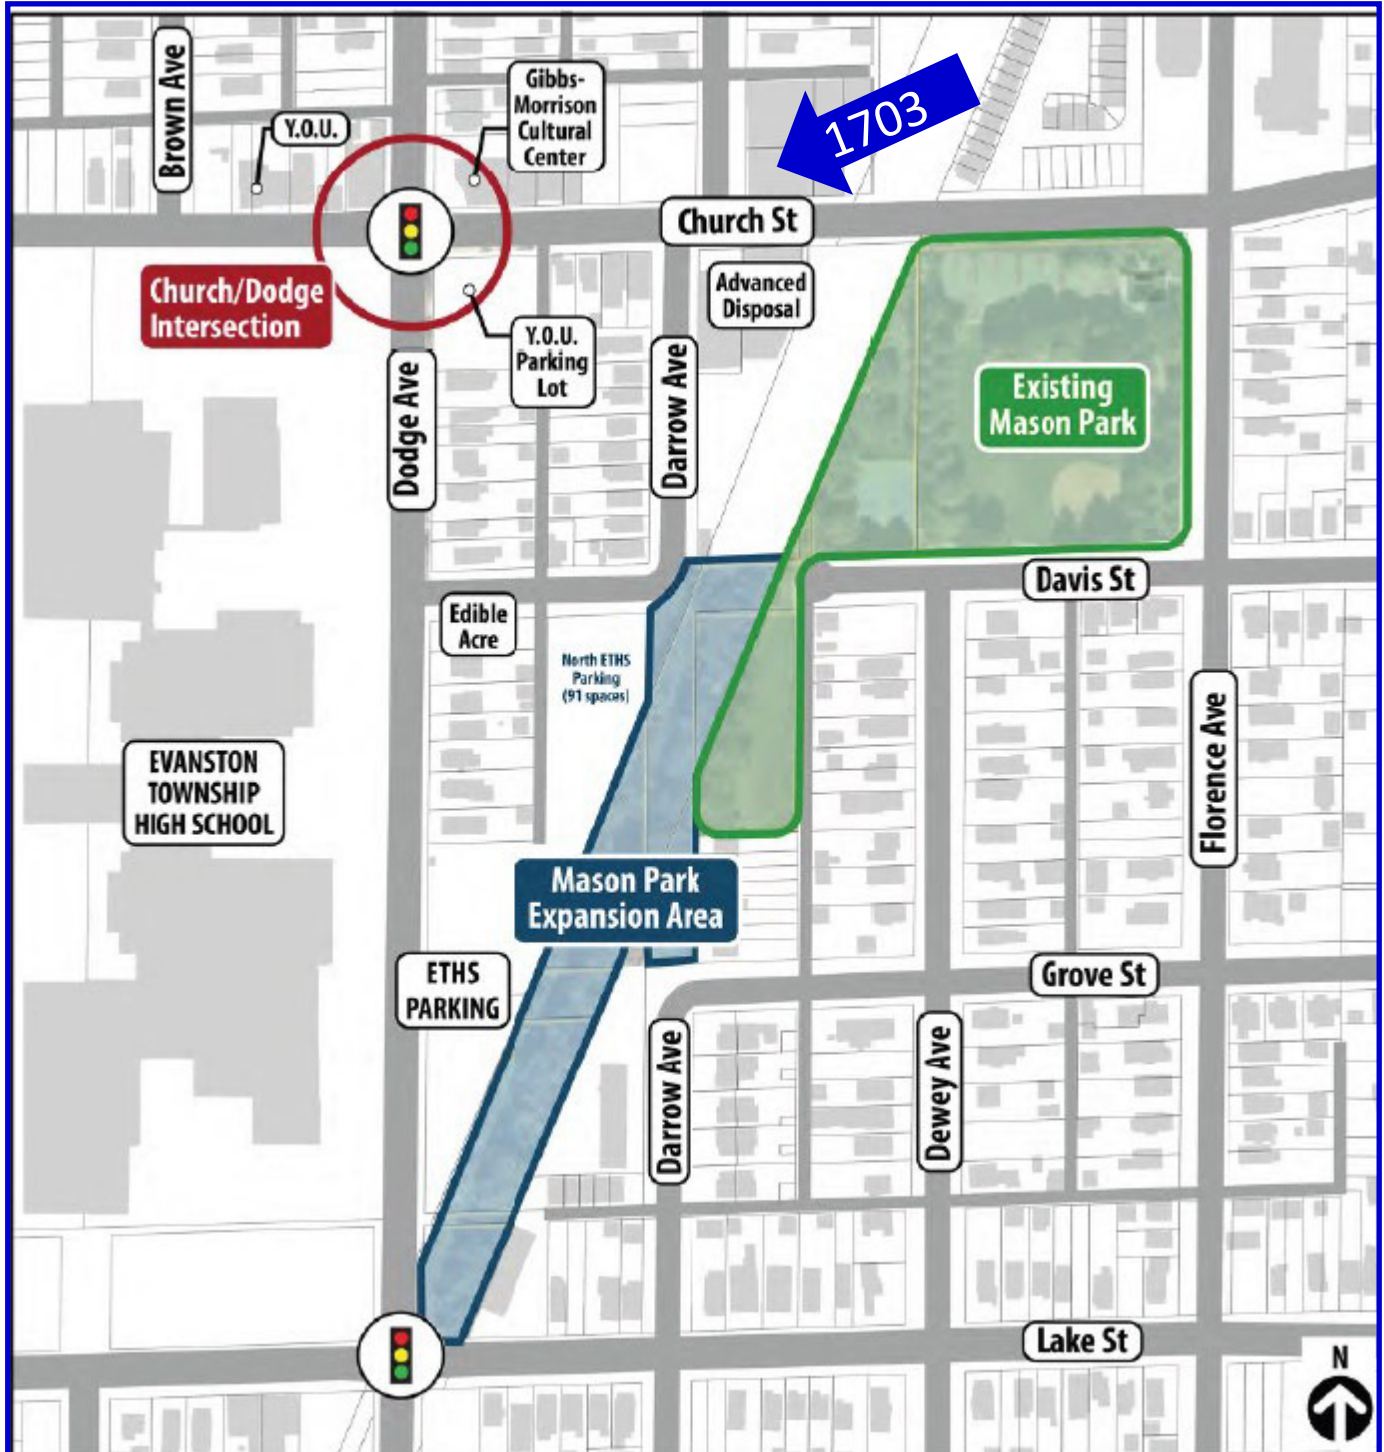 Brown Ave
Y.O.U.
Gibbs-
Morrison
Cultural
Center
1703
Church St
Church/Dodge
Intersection
Advanced
Disposal
Y.O.U.
Parking
Lot
Dodge Ave
Darrow Ave
Existing
Mason Park
Davis St
Edible
Acre
North ETHS
Parking
(91 spaces)
Florence Ave
EVANSTON
TOWNSHIP
HIGH SCHOOL
Mason Park
Expansion Area
ETHS
PARKING
Grove St
Darrow Ave
Dewey Ave
Lake St
N